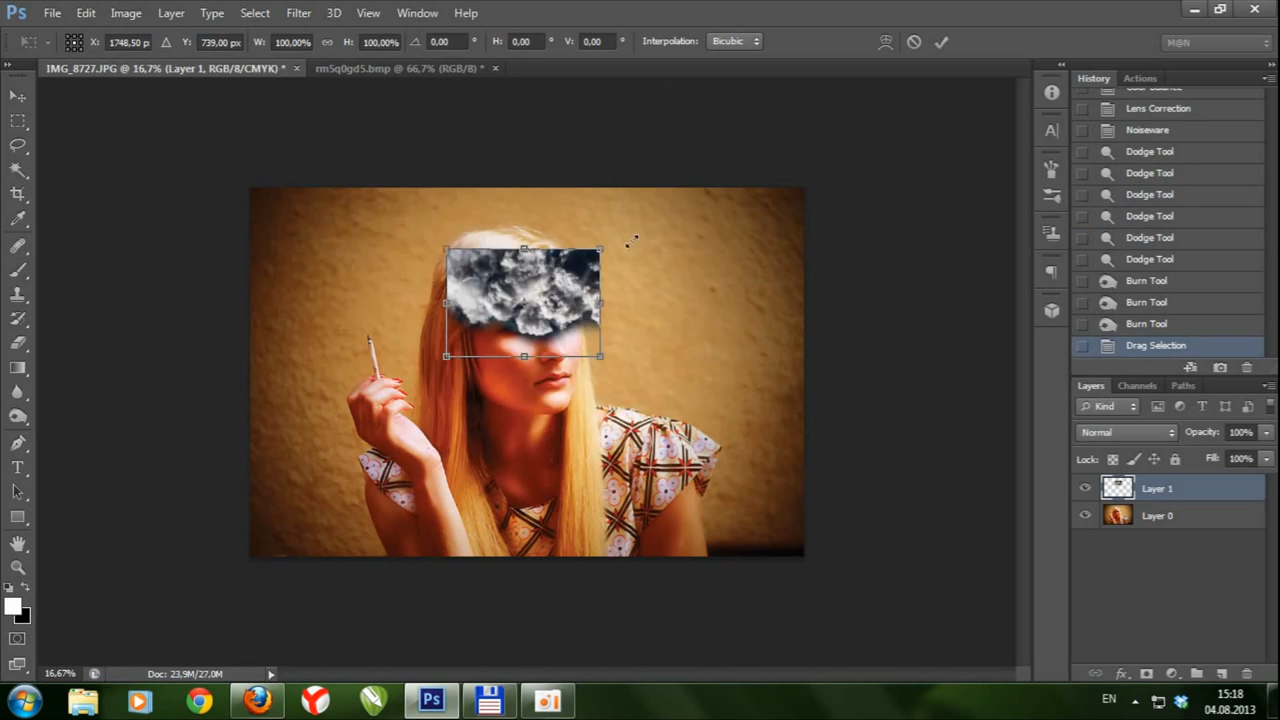 Ps File Edit Image Layer Type Select Filter 3D View Window Help
X: 1748,50 px Y: 739,00 px W: 100,00% H: 100,00% 0,00 ° H: 0,00 ° V: 0,00 ° Interpolation: Bicubic M@N
IMG_8727.JPG @ 16,7% (Layer 1, RGB/8/CMYK) * × rm5q0gd5.bmp @ 66,7% (RGB/8) * ×
History Actions
Color Balance
Lens Correction
Noiseware
Dodge Tool
Dodge Tool
Dodge Tool
Dodge Tool
Dodge Tool
Dodge Tool
Burn Tool
Burn Tool
Burn Tool
Drag Selection
Layers Channels Paths
Kind
Normal Opacity: 100%
Lock: Fill: 100%
Layer 1
Layer 0
16,67% Doc: 23,9M/27,0M
Ps EN 15:18
04.08.2013